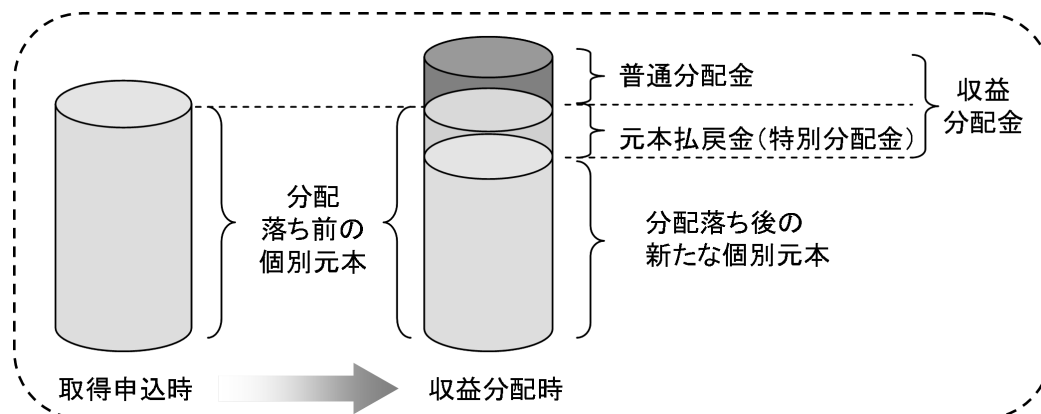 普通分配金
収益
分配金
元本払戻金(特別分配金)
分配
落ち前の
個別元本
分配落ち後の
新たな個別元本
取得申込時
収益分配時